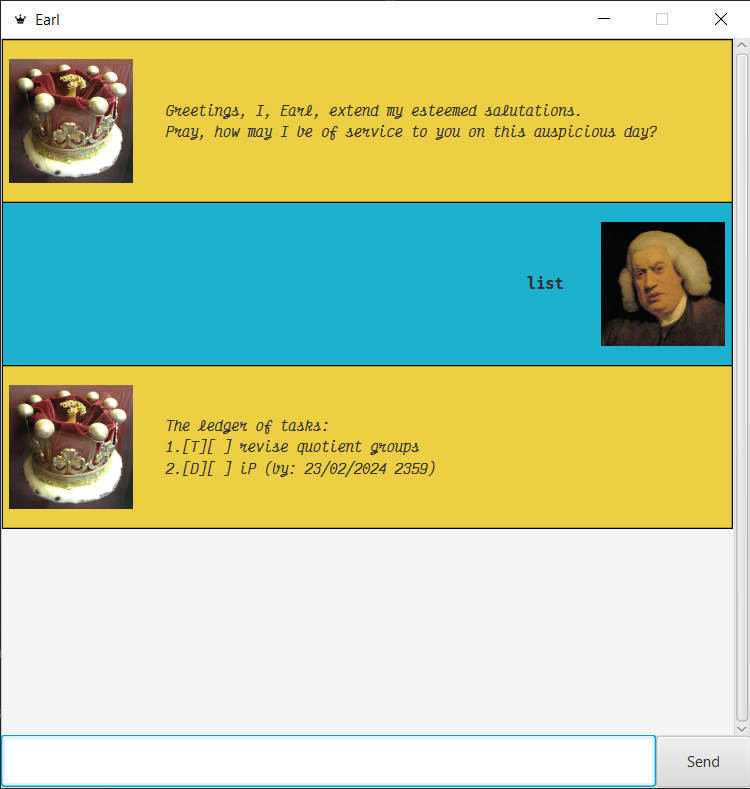 Earl
Greetings, I, Earl, extend my esteemed salutations.
Pray, how may I be of service to you on this auspicious day?
list
The ledger of tasks:
1.[T][ ] revise quotient groups
2.[D][ ] iP (by: 23/02/2024 2359)
Send